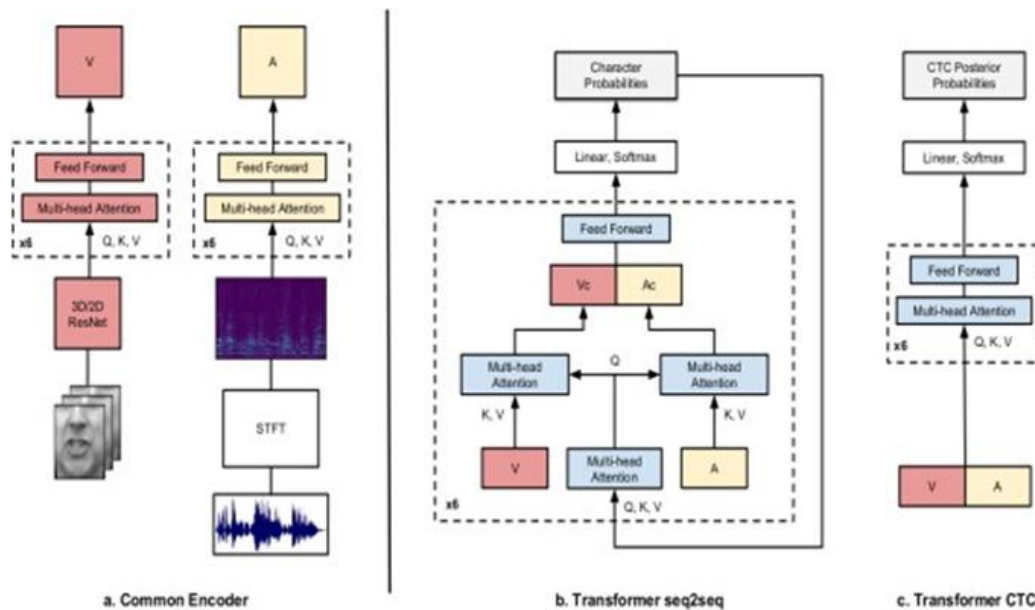 V
A
Feed Forward
Multi-head Attention
x6
Q, K, V
Feed Forward
Multi-head Attention
x6
Q, K, V
3D/2D
ResNet
STFT
a. Common Encoder
Character
Probabilities
Linear, Softmax
Feed Forward
Vc
Ac
Multi-head
Attention
Q
Multi-head
Attention
K, V
K, V
V
Multi-head
Attention
A
x6
Q, K, V
b. Transformer seq2seq
CTC Posterior
Probabilities
Linear, Softmax
Feed Forward
Multi-head Attention
x6
Q, K, V
V
A
c. Transformer CTC